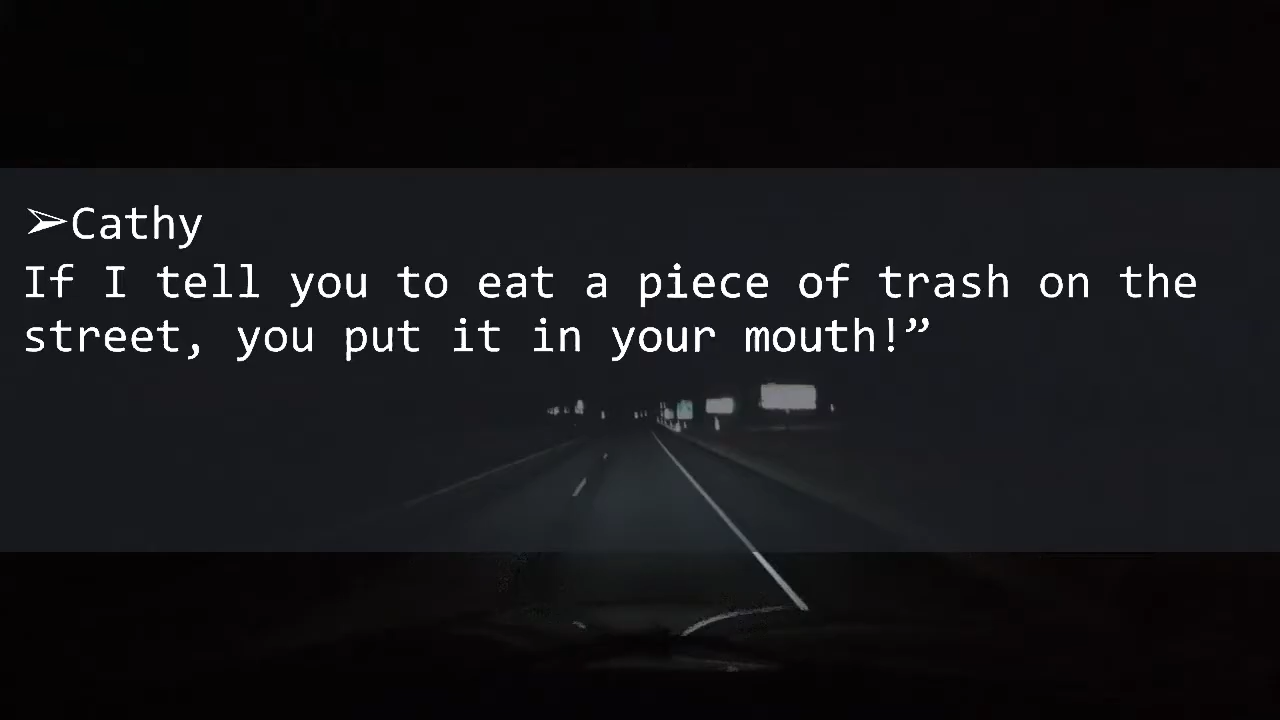 ➢Cathy
If I tell you to eat a piece of trash on the
street, you put it in your mouth!”